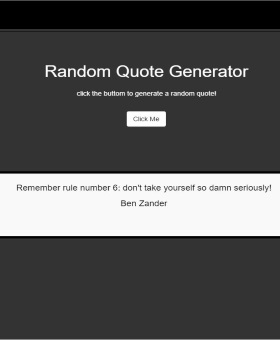 Random Quote Generator
click the buttom to generate a random quote!
Click Me
Remember rule number 6: don't take yourself so damn seriously!
Ben Zander